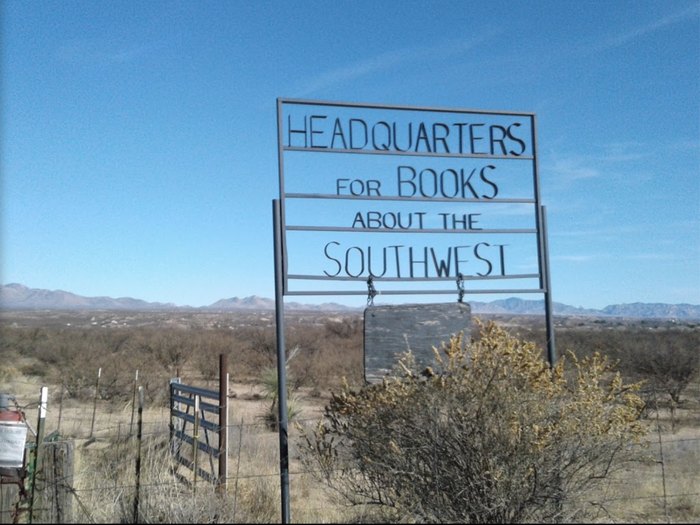 HEADQUARTERS
FOR BOOKS
ABOUT THE
SOUTHWEST